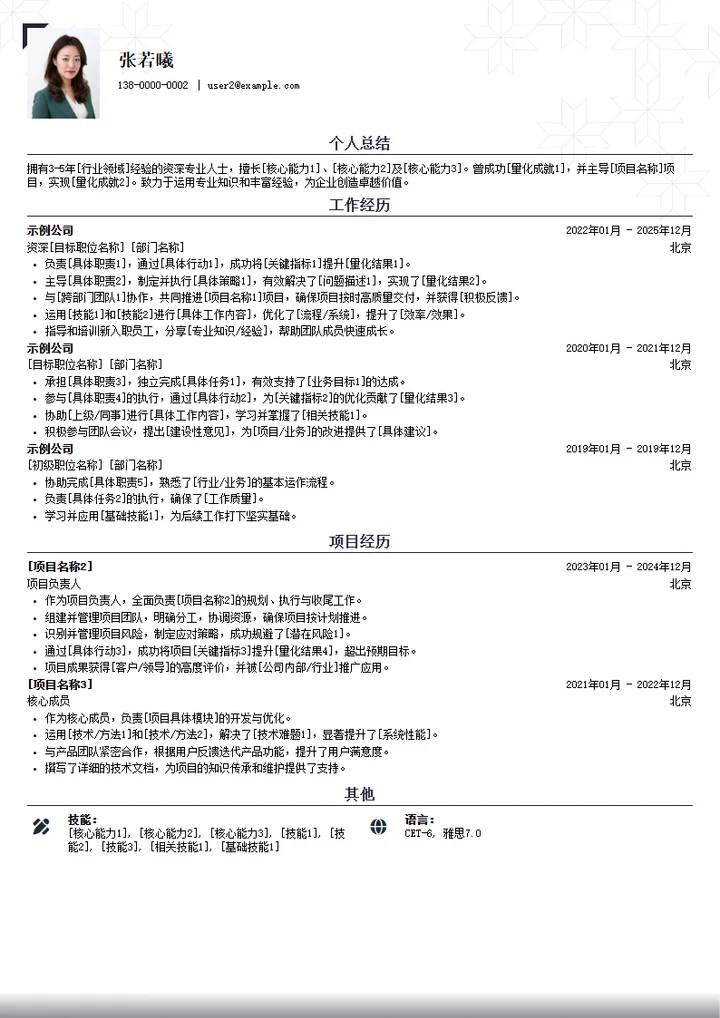 张若曦
138-0000-0002 | user2@example.com
个人总结
拥有3-5年[行业领域]经验的资深专业人士，擅长[核心能力1]、[核心能力2]及[核心能力3]。曾成功[量化成就1]，并主导[项目名称]项
目，实现[量化成就2]。致力于运用专业知识和丰富经验，为企业创造卓越价值。
工作经历
示例公司 2022年01月 - 2025年12月
资深[目标职位名称] [部门名称] 北京
• 负责[具体职责1]，通过[具体行动1]，成功将[关键指标1]提升[量化结果1]。
• 主导[具体职责2]，制定并执行[具体策略1]，有效解决了[问题描述1]，实现了[量化结果2]。
• 与[跨部门团队1]协作，共同推进[项目名称1]项目，确保项目按时高质量交付，并获得[积极反馈]。
• 运用[技能1]和[技能2]进行[具体工作内容]，优化了[流程/系统]，提升了[效率/效果]。
• 指导和培训新入职员工，分享[专业知识/经验]，帮助团队成员快速成长。
示例公司 2020年01月 - 2021年12月
[目标职位名称] [部门名称] 北京
• 承担[具体职责3]，独立完成[具体任务1]，有效支持了[业务目标1]的达成。
• 参与[具体职责4]的执行，通过[具体行动2]，为[关键指标2]的优化贡献了[量化结果3]。
• 协助[上级/同事]进行[具体工作内容]，学习并掌握了[相关技能1]。
• 积极参与团队会议，提出[建设性意见]，为[项目/业务]的改进提供了[具体建议]。
示例公司 2019年01月 - 2019年12月
[初级职位名称] [部门名称] 北京
• 协助完成[具体职责5]，熟悉了[行业/业务]的基本运作流程。
• 负责[具体任务2]的执行，确保了[工作质量]。
• 学习并应用[基础技能1]，为后续工作打下坚实基础。
项目经历
[项目名称2] 2023年01月 - 2024年12月
项目负责人 北京
• 作为项目负责人，全面负责[项目名称2]的规划、执行与收尾工作。
• 组建并管理项目团队，明确分工，协调资源，确保项目按计划推进。
• 识别并管理项目风险，制定应对策略，成功规避了[潜在风险1]。
• 通过[具体行动3]，成功将项目[关键指标3]提升[量化结果4]，超出预期目标。
• 项目成果获得[客户/领导]的高度评价，并被[公司内部/行业]推广应用。
[项目名称3] 2021年01月 - 2022年12月
核心成员 北京
• 作为核心成员，负责[项目具体模块]的开发与优化。
• 运用[技术/方法1]和[技术/方法2]，解决了[技术难题1]，显著提升了[系统性能]。
• 与产品团队紧密合作，根据用户反馈迭代产品功能，提升了用户满意度。
• 撰写了详细的技术文档，为项目的知识传承和维护提供了支持。
其他
技能：
[核心能力1], [核心能力2], [核心能力3], [技能1], [技
能2], [技能3], [相关技能1], [基础技能1]
语言：
CET-6, 雅思7.0